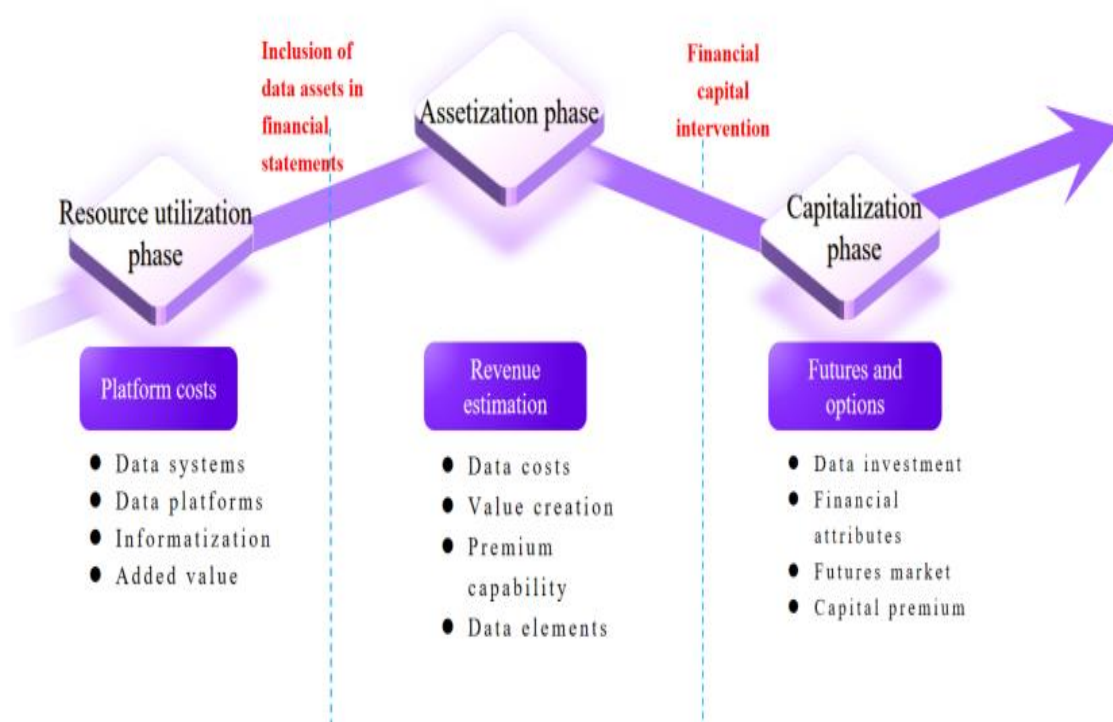 Inclusion of
data assets in
financial
statements
Financial
capital
intervention
Resource utilization
phase
Assetization phase
Capitalization
phase
Platform costs
● Data systems
● Data platforms
● Informatization
● Added value
Revenue
estimation
● Data costs
● Value creation
● Premium
capability
● Data elements
Futures and
options
● Data investment
● Financial
attributes
● Futures market
● Capital premium